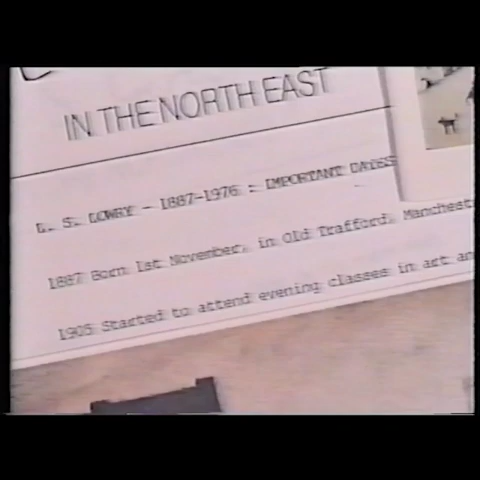 IN THE NORTH EAST
L. S. LOWRY - 1887-1976 : IMPORTANT DATES
1887 Born 1st November, in Old Trafford, Manchest
1905 Started to attend evening classes in art an